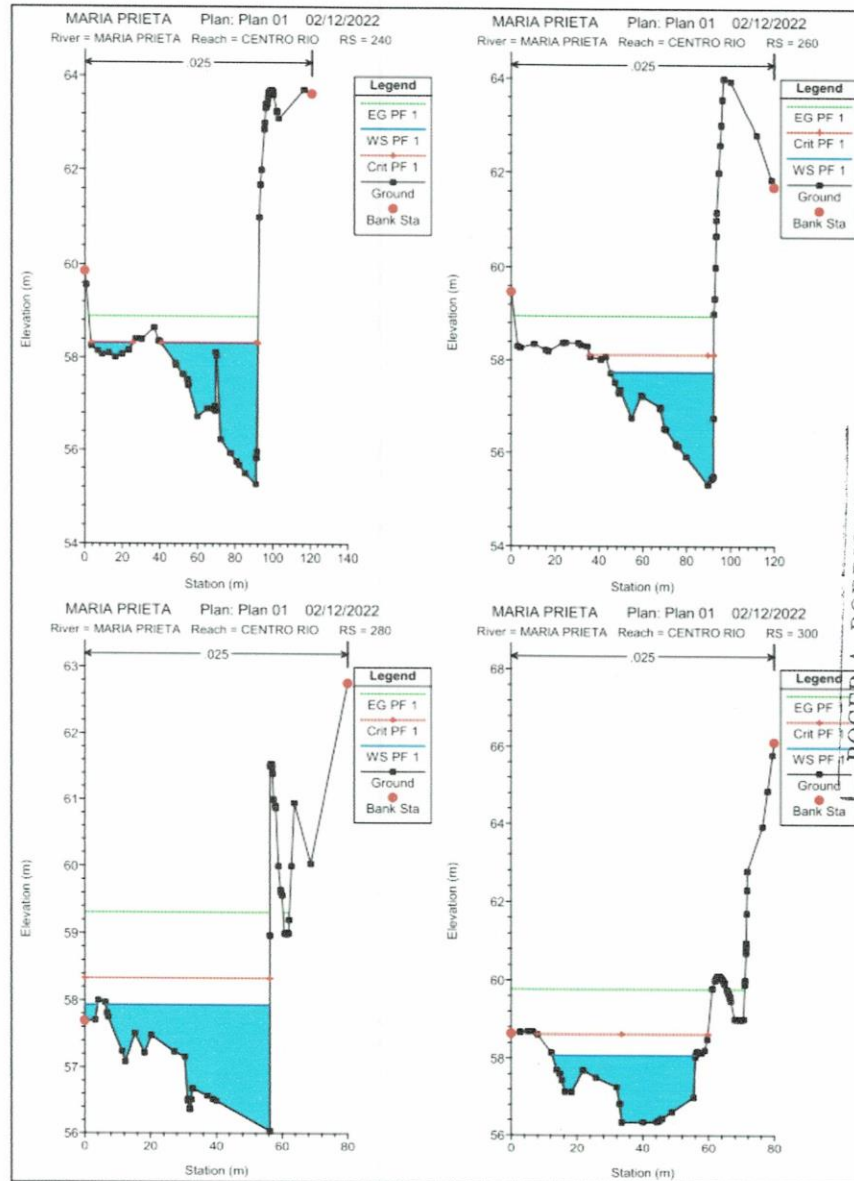 MARIA PRIETA Plan: Plan 01 02/12/2022
River = MARIA PRIETA Reach = CENTRO RIO RS = 240
.025
Legend
EG PF 1
WS PF 1
Crit PF 1
Ground
Bank Sta
Elevation (m)
64
62
60
58
56
54
0 20 40 60 80 100 120 140
Station (m)
MARIA PRIETA Plan: Plan 01 02/12/2022
River = MARIA PRIETA Reach = CENTRO RIO RS = 260
.025
Legend
EG PF 1
Crit PF 1
WS PF 1
Ground
Bank Sta
Elevation (m)
64
62
60
58
56
54
0 20 40 60 80 100 120
Station (m)
MARIA PRIETA Plan: Plan 01 02/12/2022
River = MARIA PRIETA Reach = CENTRO RIO RS = 280
.025
Legend
EG PF 1
Crit PF 1
WS PF 1
Ground
Bank Sta
Elevation (m)
63
62
61
60
59
58
57
56
0 20 40 60 80
Station (m)
MARIA PRIETA Plan: Plan 01 02/12/2022
River = MARIA PRIETA Reach = CENTRO RIO RS = 300
.025
Legend
EG PF 1
Crit PF 1
WS PF 1
Ground
Bank Sta
Elevation (m)
68
66
64
62
60
58
56
0 20 40 60 80
Station (m)